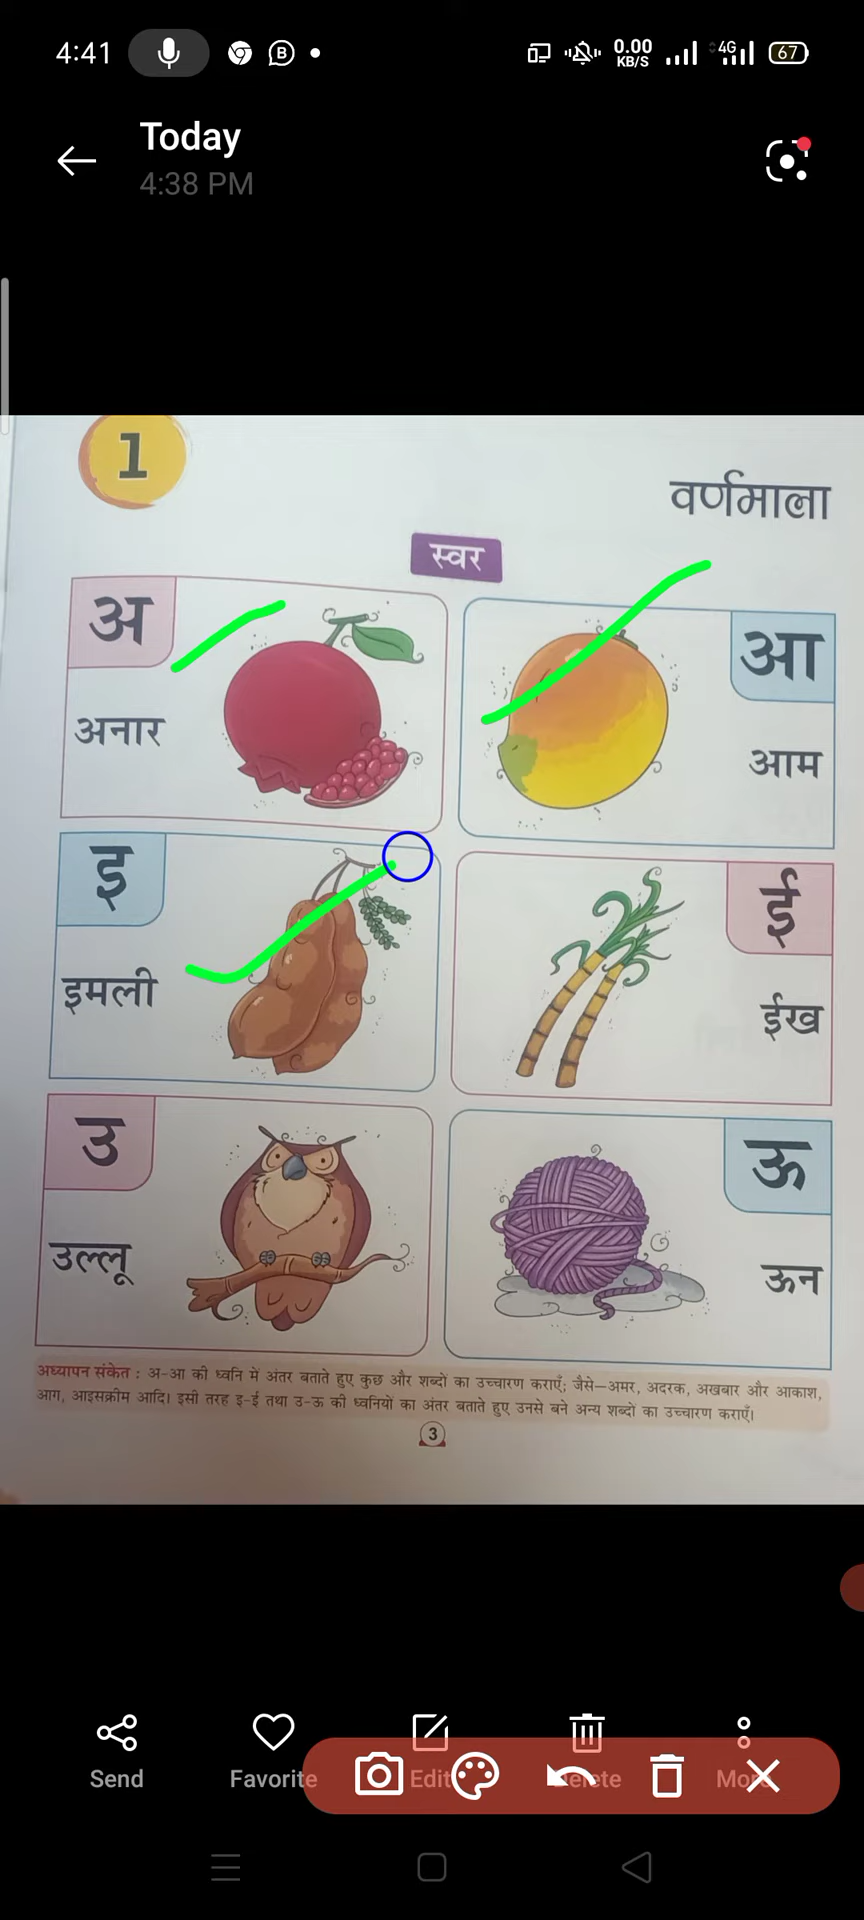 4:41
B
0.00
KB/S
4G
67
Today
4:38 PM
1
वर्णमाला
स्वर
अ
अनार
आ
आम
इ
इमली
ई
ईख
उ
उल्लू
ऊ
ऊन
अध्यापन संकेत : अ-आ की ध्वनि में अंतर बताते हुए कुछ और शब्दों का उच्चारण कराएँ; जैसे–अमर, अदरक, अखबार और आकाश,
आग, आइसक्रीम आदि। इसी तरह इ-ई तथा उ-ऊ की ध्वनियों का अंतर बताते हुए उनसे बने अन्य शब्दों का उच्चारण कराएँ।
3
Send Favorite Edit Delete More